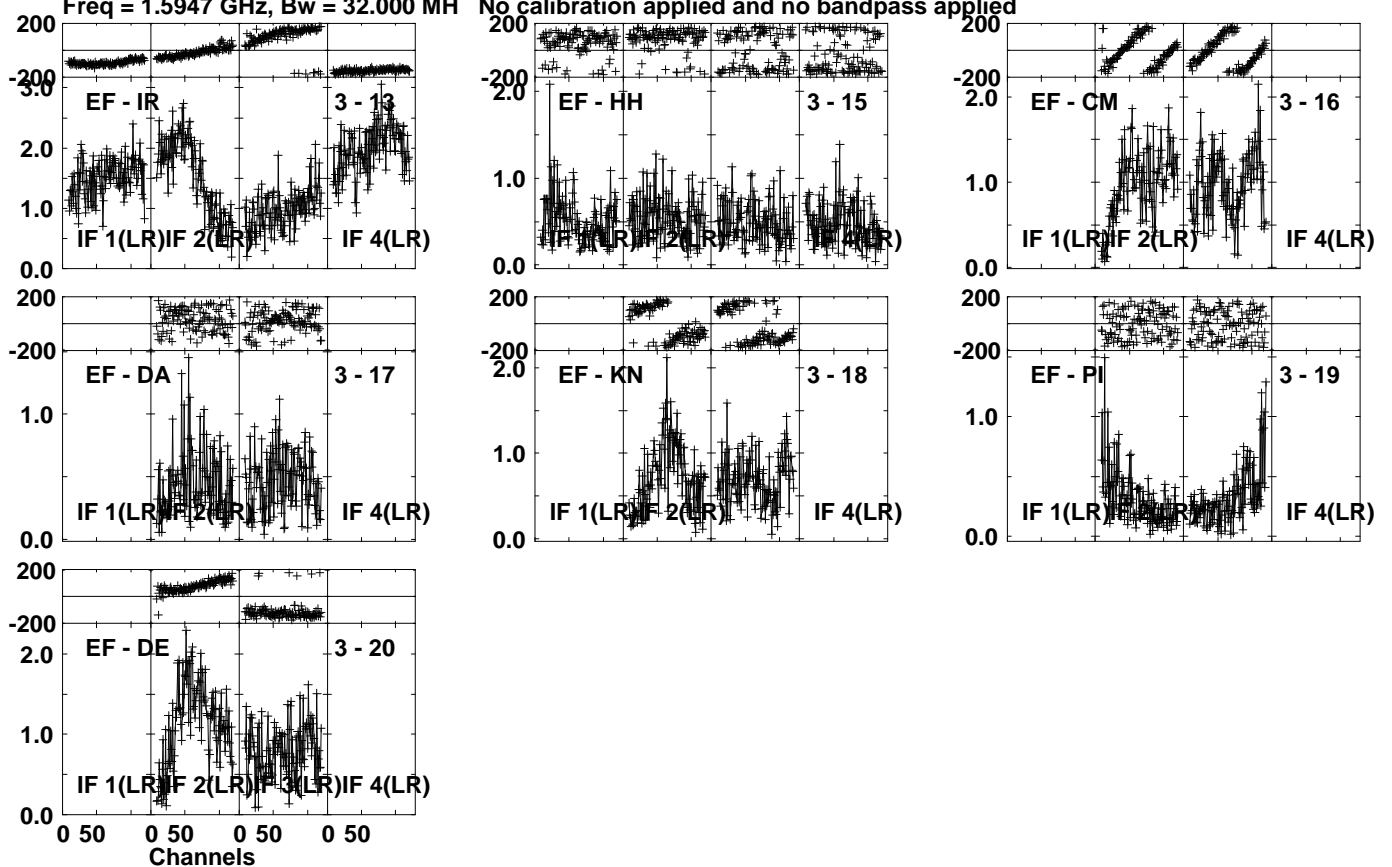 Freq = 1.5947 GHz, Bw = 32.000 MH No calibration applied and no bandpass applied
200
-200
3.0
2.0
1.0
0.0
EF - IR 3 - 13
IF 1(LR) IF 2(LR) IF 4(LR)
2.0
1.0
0.0
EF - HH 3 - 15
IF 1(LR) IF 2(LR) IF 4(LR)
2.0
1.0
0.0
EF - CM 3 - 16
IF 1(LR) IF 2(LR) IF 4(LR)
200
-200
1.0
0.0
EF - DA 3 - 17
IF 1(LR) IF 2(LR) IF 4(LR)
200
-200
2.0
1.0
0.0
EF - KN 3 - 18
IF 1(LR) IF 2(LR) IF 4(LR)
200
-200
1.0
0.0
EF - PI 3 - 19
IF 1(LR) IF 2(LR) IF 4(LR)
200
-200
2.0
1.0
0.0
EF - DE 3 - 20
IF 1(LR) IF 2(LR) IF 3(LR) IF 4(LR)
0 50 0 50 0 50 0 50
Channels